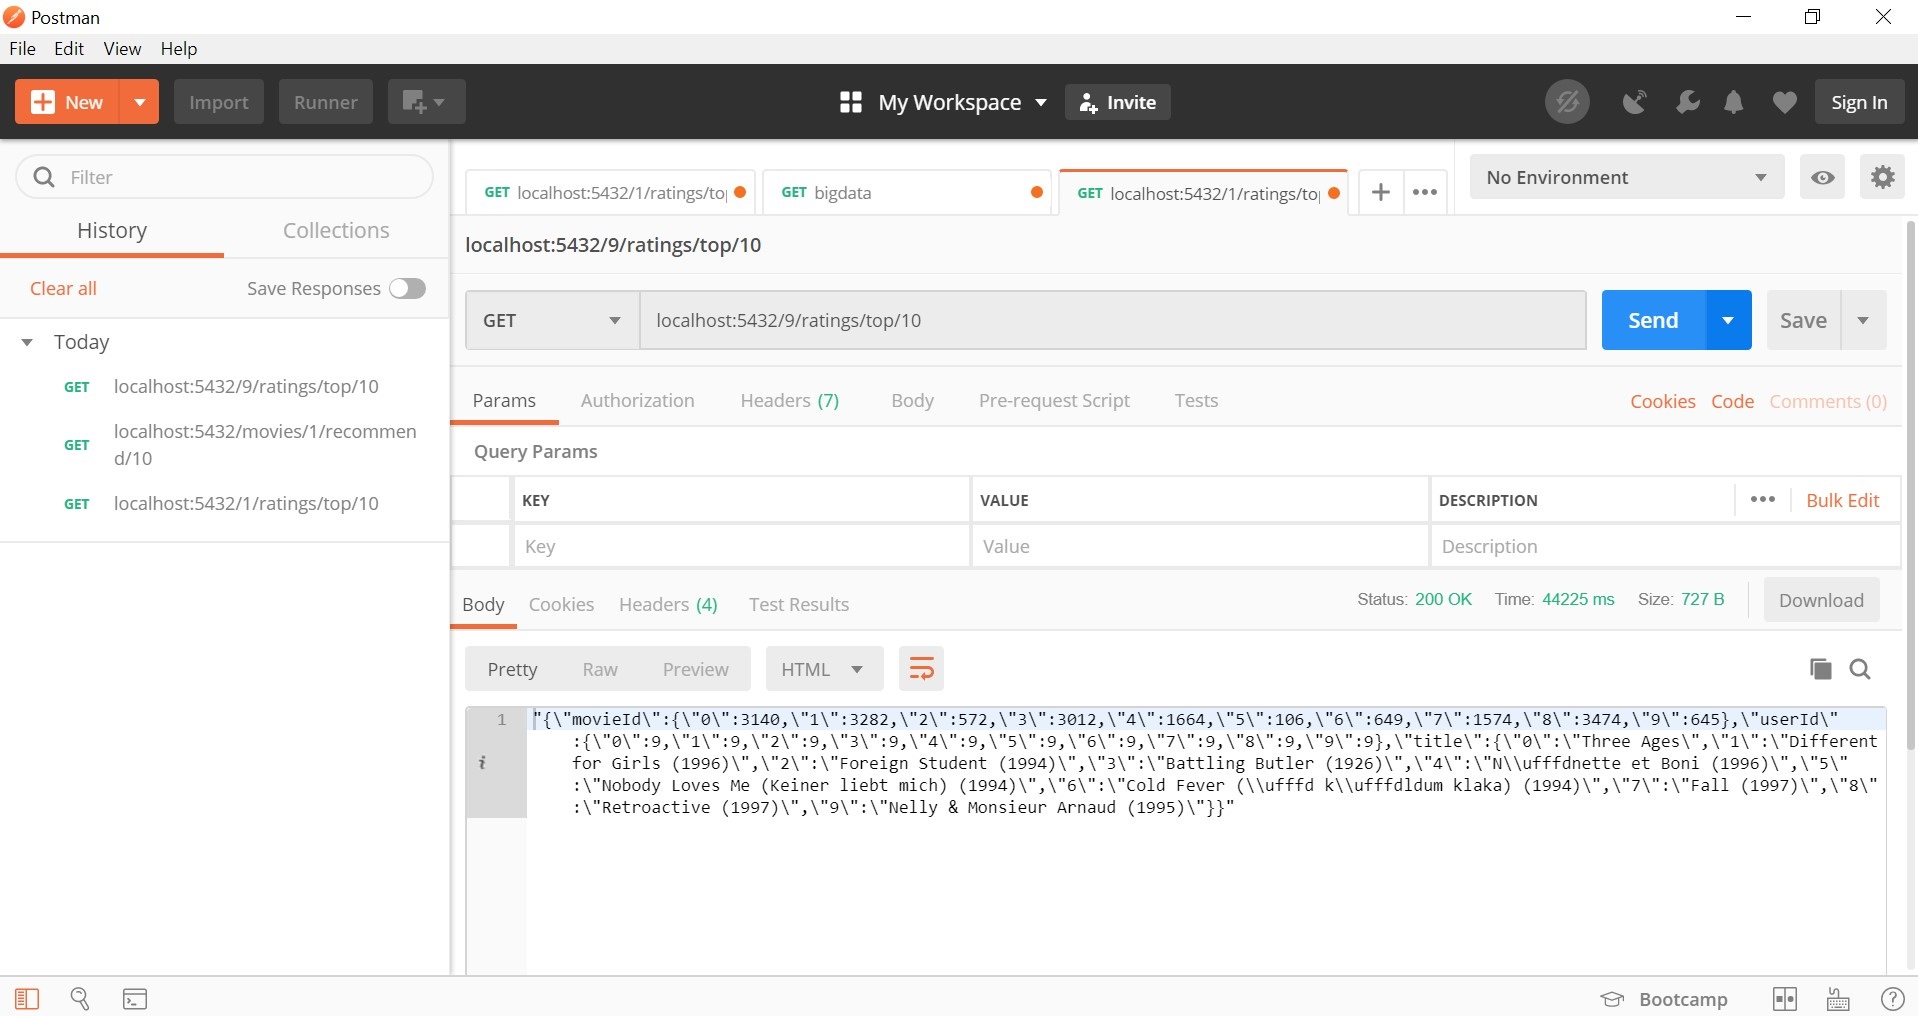 Postman
File Edit View Help
New Import Runner My Workspace Invite Sign In
Filter
History Collections
Clear all Save Responses
Today
GET localhost:5432/9/ratings/top/10
GET localhost:5432/movies/1/recommen
d/10
GET localhost:5432/1/ratings/top/10
GET localhost:5432/1/ratings/to GET bigdata GET localhost:5432/1/ratings/to No Environment
localhost:5432/9/ratings/top/10
GET localhost:5432/9/ratings/top/10 Send Save
Params Authorization Headers (7) Body Pre-request Script Tests Cookies Code Comments (0)
Query Params
KEY VALUE DESCRIPTION Bulk Edit
Key Value Description
Body Cookies Headers (4) Test Results Status: 200 OK Time: 44225 ms Size: 727 B Download
Pretty Raw Preview HTML
1 "{\"movieId\":{\"0\":3140,\"1\":3282,\"2\":572,\"3\":3012,\"4\":1664,\"5\":106,\"6\":649,\"7\":1574,\"8\":3474,\"9\":645},\"userId\"
:{\"0\":9,\"1\":9,\"2\":9,\"3\":9,\"4\":9,\"5\":9,\"6\":9,\"7\":9,\"8\":9,\"9\":9},\"title\":{\"0\":\"Three Ages\",\"1\":\"Different
for Girls (1996)\",\"2\":\"Foreign Student (1994)\",\"3\":\"Battling Butler (1926)\",\"4\":\"N\\ufffdnette et Boni (1996)\",\"5\"
:\"Nobody Loves Me (Keiner liebt mich) (1994)\",\"6\":\"Cold Fever (\\ufffd k\\ufffdldum klaka) (1994)\",\"7\":\"Fall (1997)\",\"8\"
:\"Retroactive (1997)\",\"9\":\"Nelly & Monsieur Arnaud (1995)\"}}"
Bootcamp